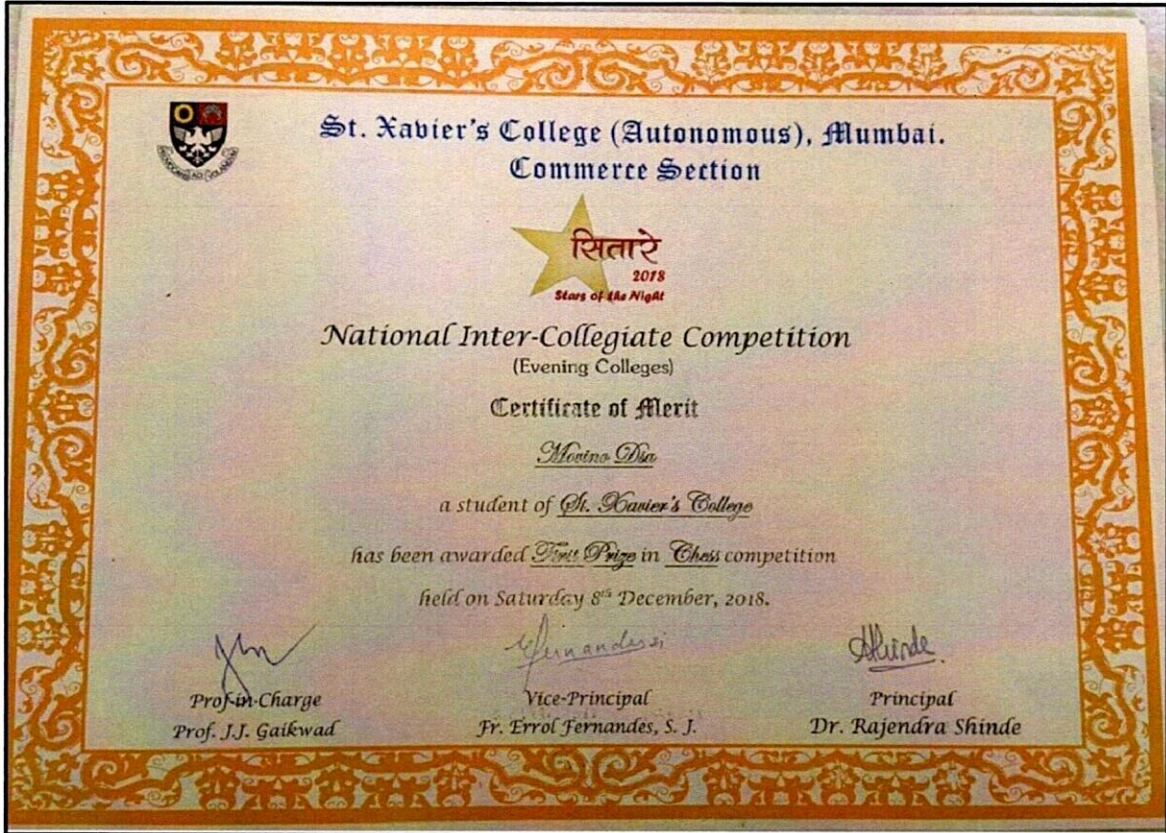 St. Xavier's College (Autonomous), Mumbai.
Commerce Section
सितारे
2018
Stars of the Night
National Inter-Collegiate Competition
(Evening Colleges)
Certificate of Merit
Movino Dsa
a student of St. Xavier's College
has been awarded First Prize in Chess competition
held on Saturday 8th December, 2018.
Prof-in-Charge Vice-Principal Principal
Prof. J.J. Gaikwad Fr. Errol Fernandes, S. J. Dr. Rajendra Shinde